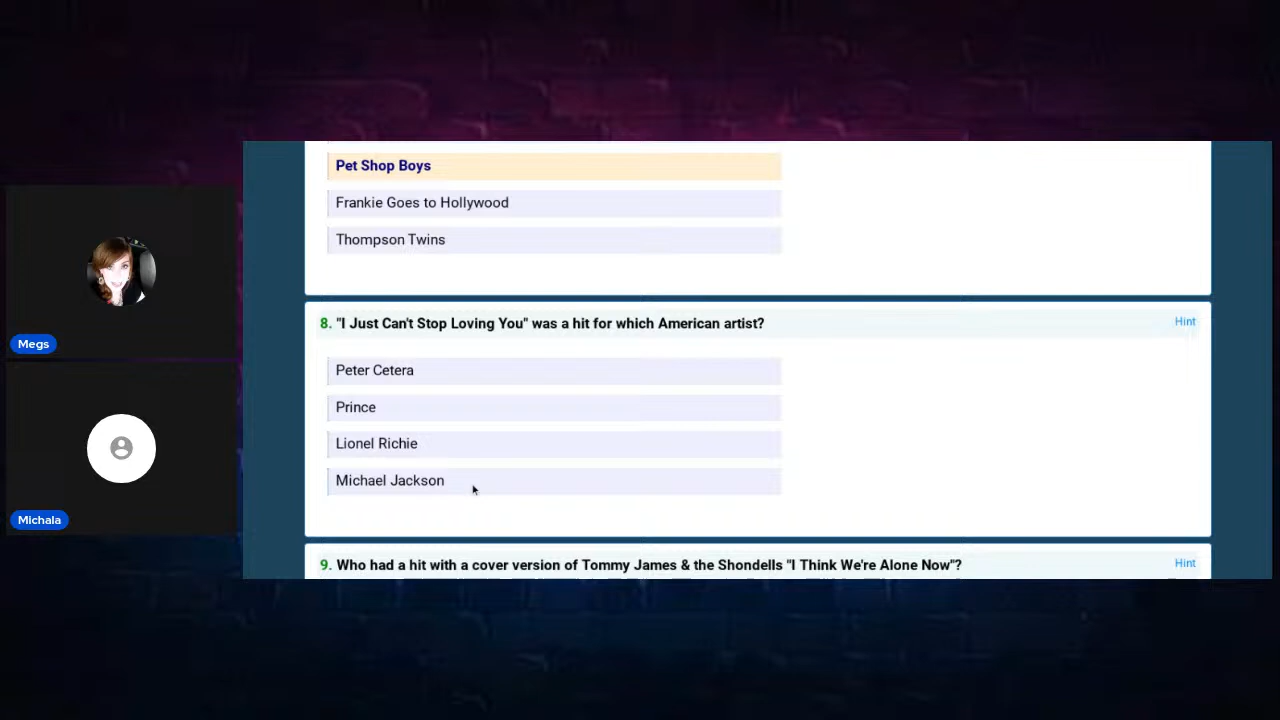 Pet Shop Boys
Frankie Goes to Hollywood
Thompson Twins
8. "I Just Can't Stop Loving You" was a hit for which American artist?
Hint
Peter Cetera
Prince
Lionel Richie
Michael Jackson
9. Who had a hit with a cover version of Tommy James & the Shondells "I Think We're Alone Now"?
Hint
Megs
Michala